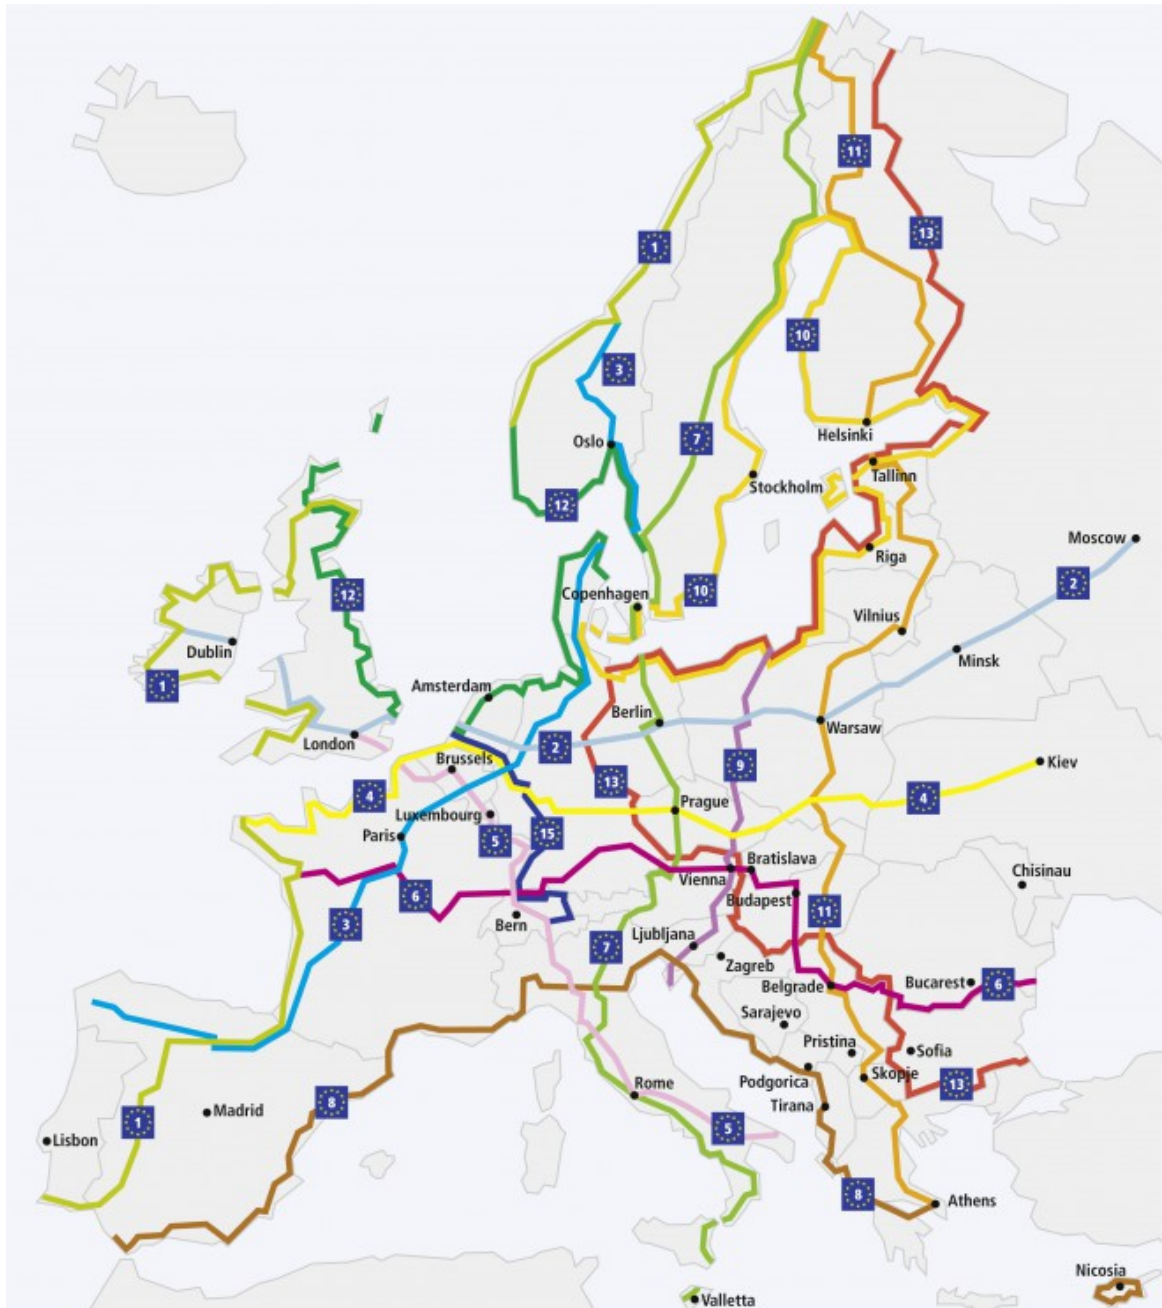 11
1
13
10
3
7
Oslo
Helsinki
Tallinn
Stockholm
12
Moscow
Riga
2
12
Copenhagen
10
Vilnius
Dublin
Minsk
1
Amsterdam
Berlin
Warsaw
London
2
Brussels
9
Kiev
13
4
4
Prague
Luxembourg
Paris
15
5
Bratislava
Vienna
Chisinau
6
Budapest
11
Bern
3
7
Ljubljana
Zagreb
Belgrade
Bucarest
6
Sarajevo
Pristina
Sofia
Podgorica
Skopje
13
Rome
8
Madrid
Tirana
1
5
Lisbon
8
Athens
Nicosia
Valletta